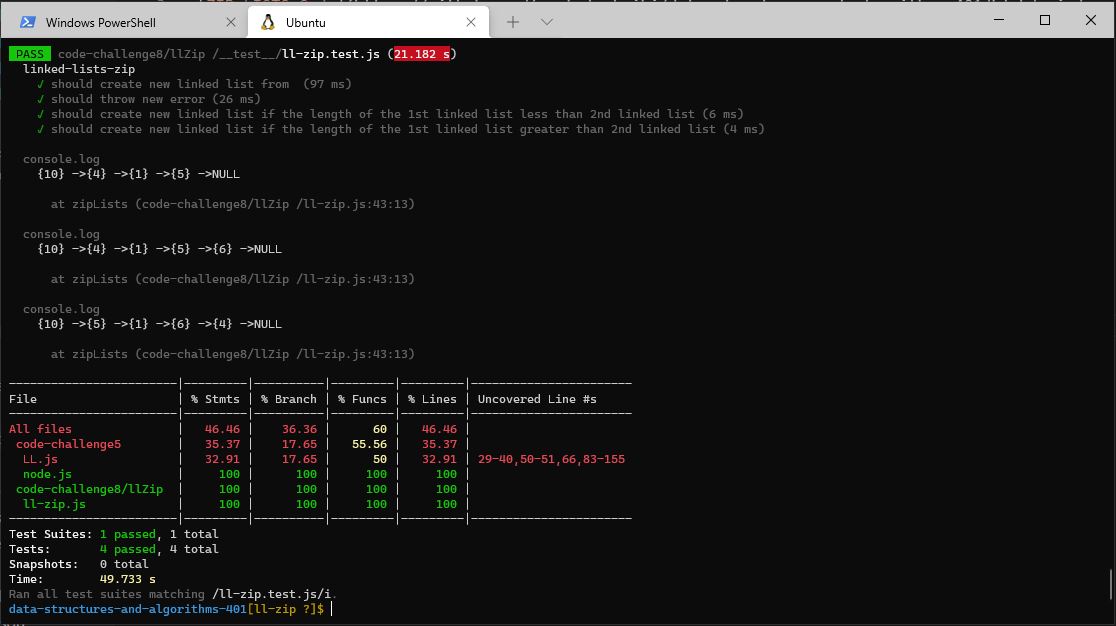 Windows PowerShell
Ubuntu
PASS code-challenge8/llZip /__test__/ll-zip.test.js (21.182 s)
linked-lists-zip
√ should create new linked list from  (97 ms)
√ should throw new error (26 ms)
√ should create new linked list if the length of the 1st linked list less than 2nd linked list (6 ms)
√ should create new linked list if the length of the 1st linked list greater than 2nd linked list (4 ms)
console.log
{10} ->{4} ->{1} ->{5} ->NULL
at zipLists (code-challenge8/llZip /ll-zip.js:43:13)
console.log
{10} ->{4} ->{1} ->{5} ->{6} ->NULL
at zipLists (code-challenge8/llZip /ll-zip.js:43:13)
console.log
{10} ->{5} ->{1} ->{6} ->{4} ->NULL
at zipLists (code-challenge8/llZip /ll-zip.js:43:13)
File | % Stmts | % Branch | % Funcs | % Lines | Uncovered Line #s
All files | 46.46 | 36.36 | 60 | 46.46 |
code-challenge5 | 35.37 | 17.65 | 55.56 | 35.37 |
LL.js | 32.91 | 17.65 | 50 | 32.91 | 29-40,50-51,66,83-155
node.js | 100 | 100 | 100 | 100 |
code-challenge8/llZip | 100 | 100 | 100 | 100 |
ll-zip.js | 100 | 100 | 100 | 100 |
Test Suites: 1 passed, 1 total
Tests: 4 passed, 4 total
Snapshots: 0 total
Time: 49.733 s
Ran all test suites matching /ll-zip.test.js/i.
data-structures-and-algorithms-401[ll-zip ?]$